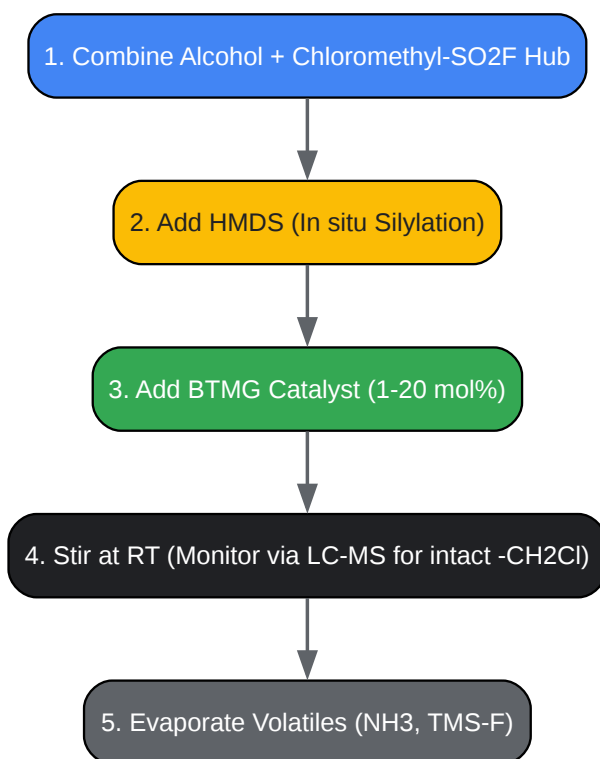 1. Combine Alcohol + Chloromethyl-SO2F Hub
2. Add HMDS (In situ Silylation)
3. Add BTMG Catalyst (1-20 mol%)
4. Stir at RT (Monitor via LC-MS for intact -CH2Cl)
5. Evaporate Volatiles (NH3, TMS-F)